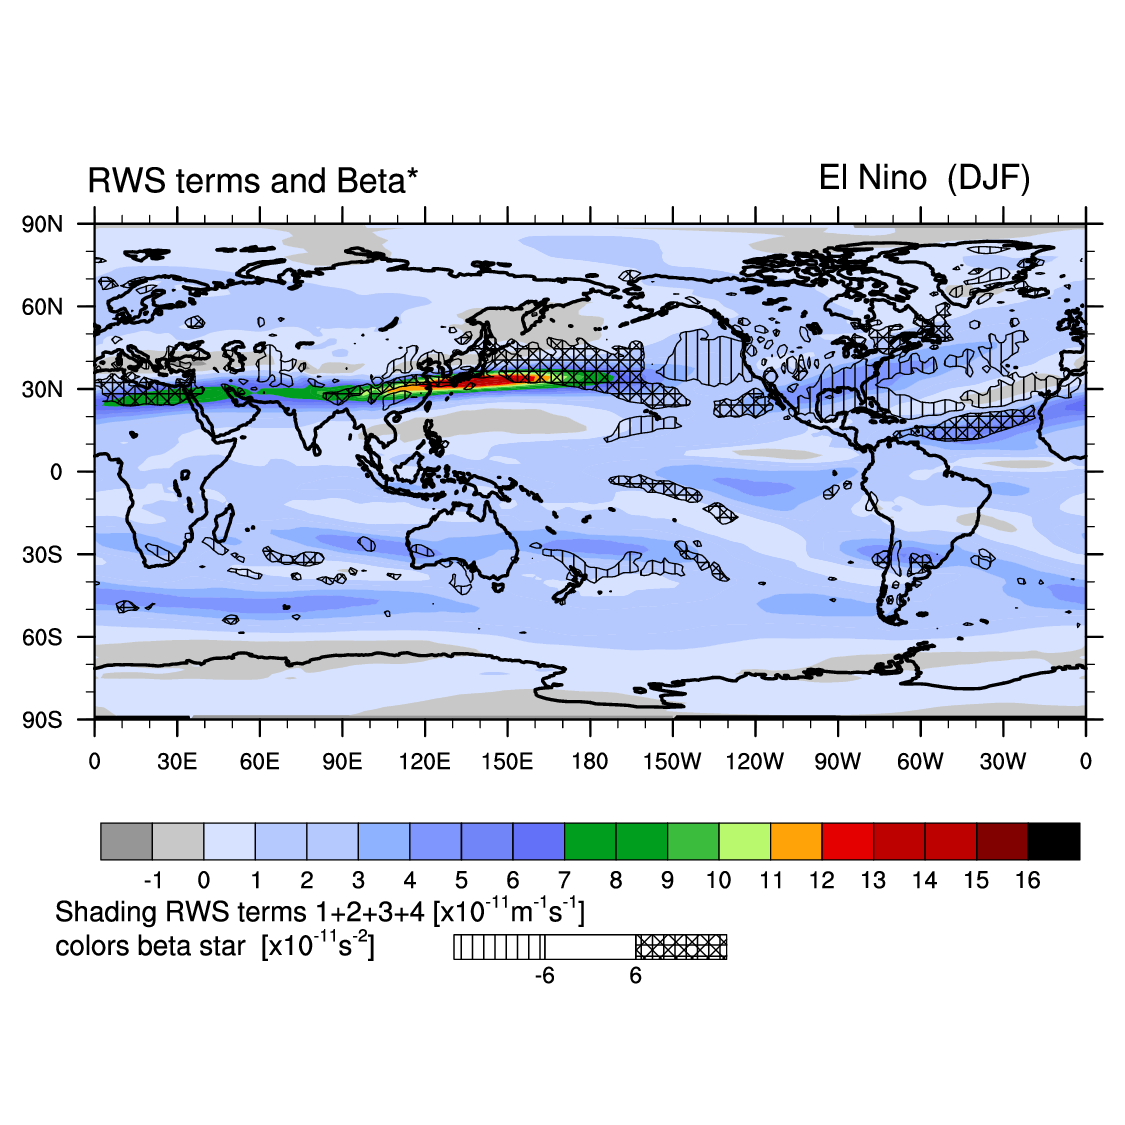 RWS terms and Beta*
El Nino (DJF)
90N
60N
30N
0
30S
60S
90S
0 30E 60E 90E 120E 150E 180 150W 120W 90W 60W 30W 0
-1 0 1 2 3 4 5 6 7 8 9 10 11 12 13 14 15 16
Shading RWS terms 1+2+3+4 [x10⁻¹¹m⁻¹s⁻¹]
colors beta star [x10⁻¹¹s⁻²]
-6 6